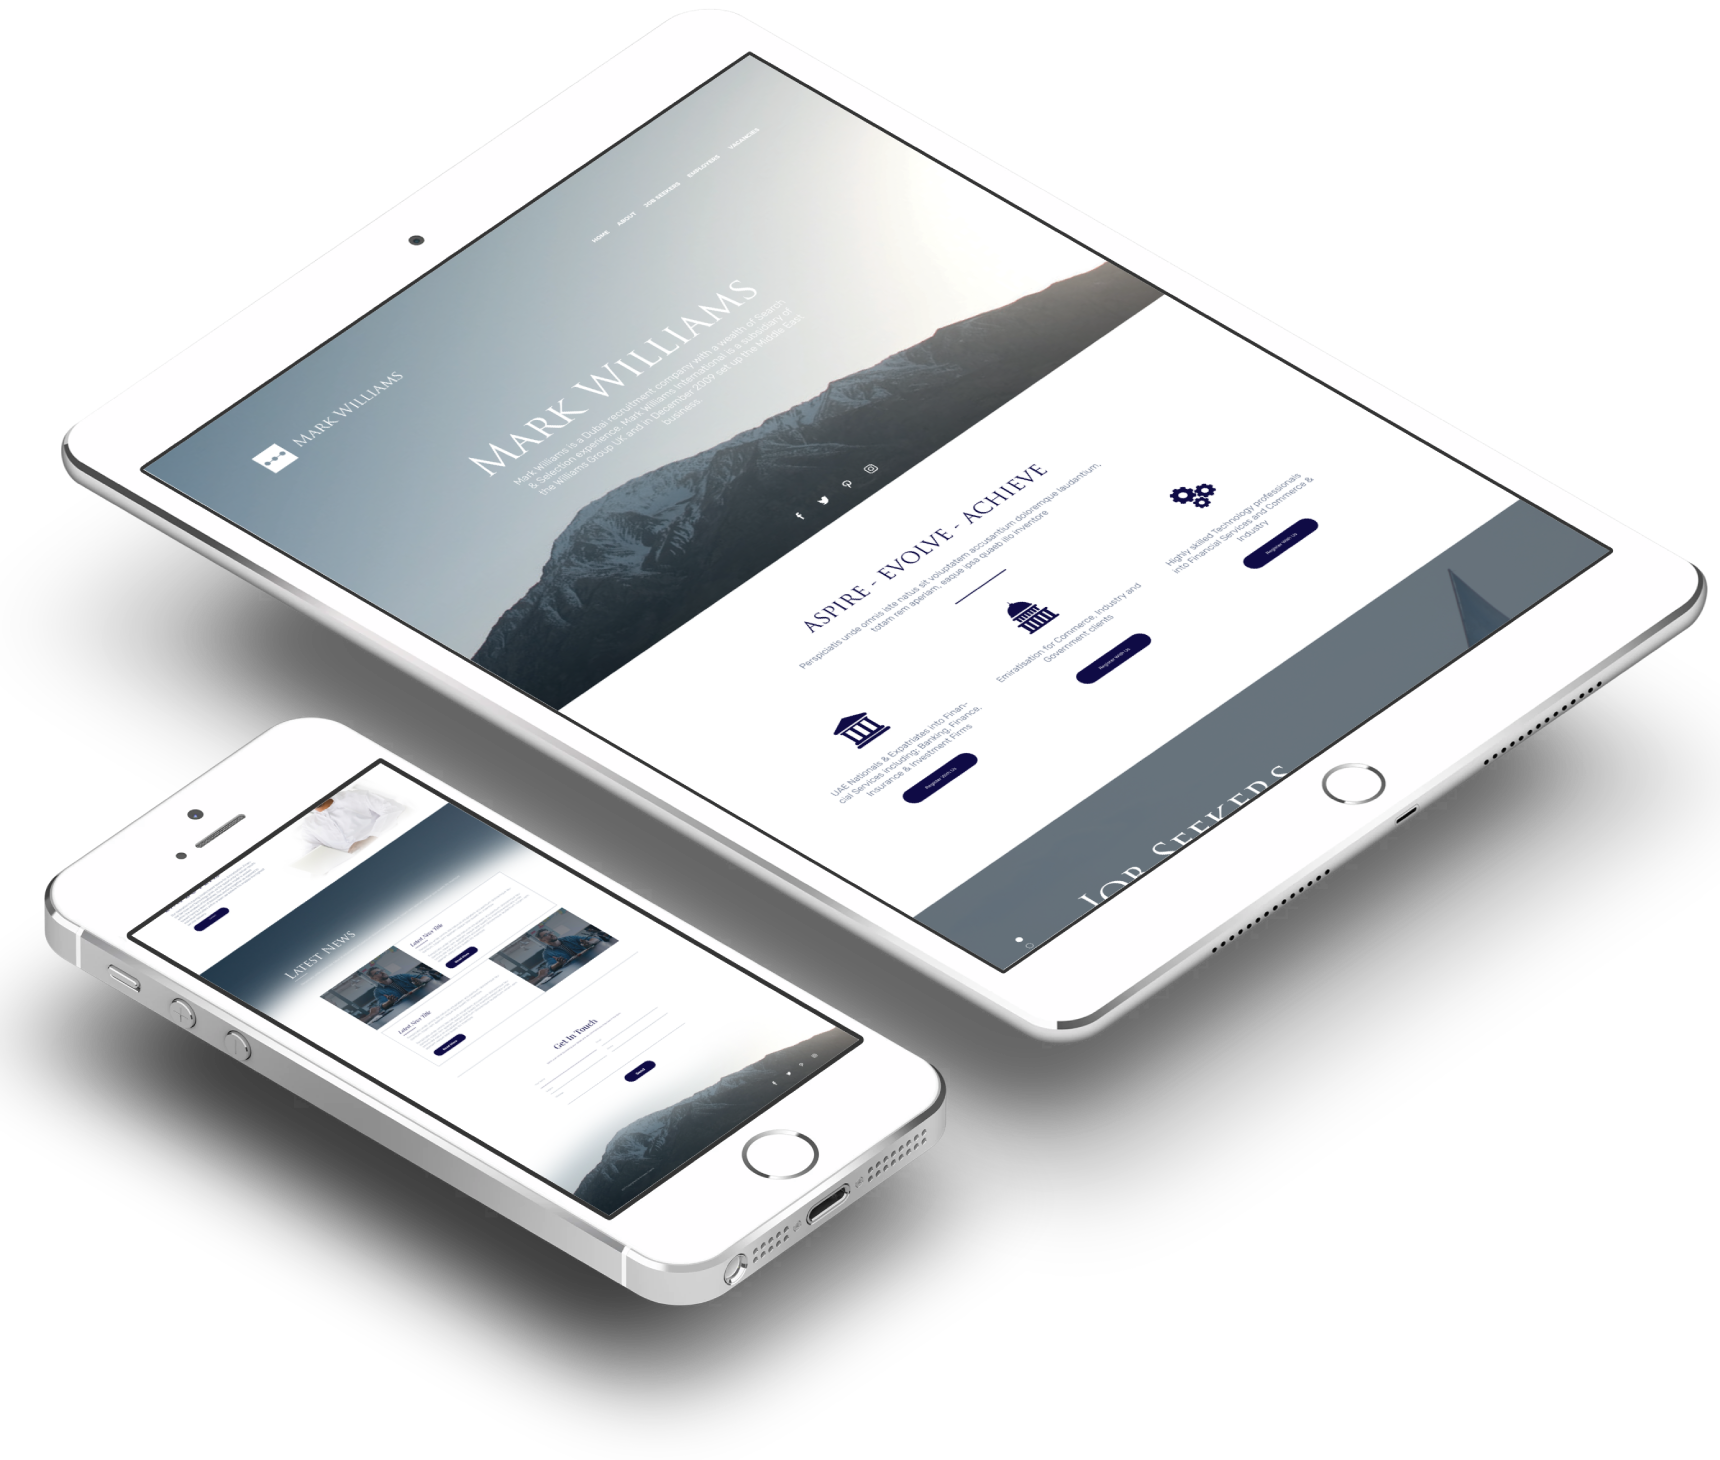 MARK WILLIAMS
HOME ABOUT JOB SEEKERS EMPLOYERS VACANCIES
MARK WILLIAMS
Mark Williams is a Dubai recruitment company with a wealth of Search
& Selection experience. Mark Williams International is a subsidiary of
the Williams Group UK and in December 2009 set up the Middle East
business.
ASPIRE - EVOLVE - ACHIEVE
Perspiciatis unde omnis iste natus sit voluptatem accusantium doloremque laudantium,
totam rem aperiam, eaque ipsa quaeb illo inventore
UAE Nationals & Expatriates into Finan-
cial Services including: Banking, Finance,
Insurance & Investment Firms
Register With Us
Emiratisation for Commerce, Industry and
Government clients
Register With Us
Highly skilled Technology professionals
into Financial Services and Commerce &
Industry
Register With Us
JOB SEEKERS
LATEST NEWS
Latest News Title
Read More
Latest News Title
Read More
Get In Touch
Send